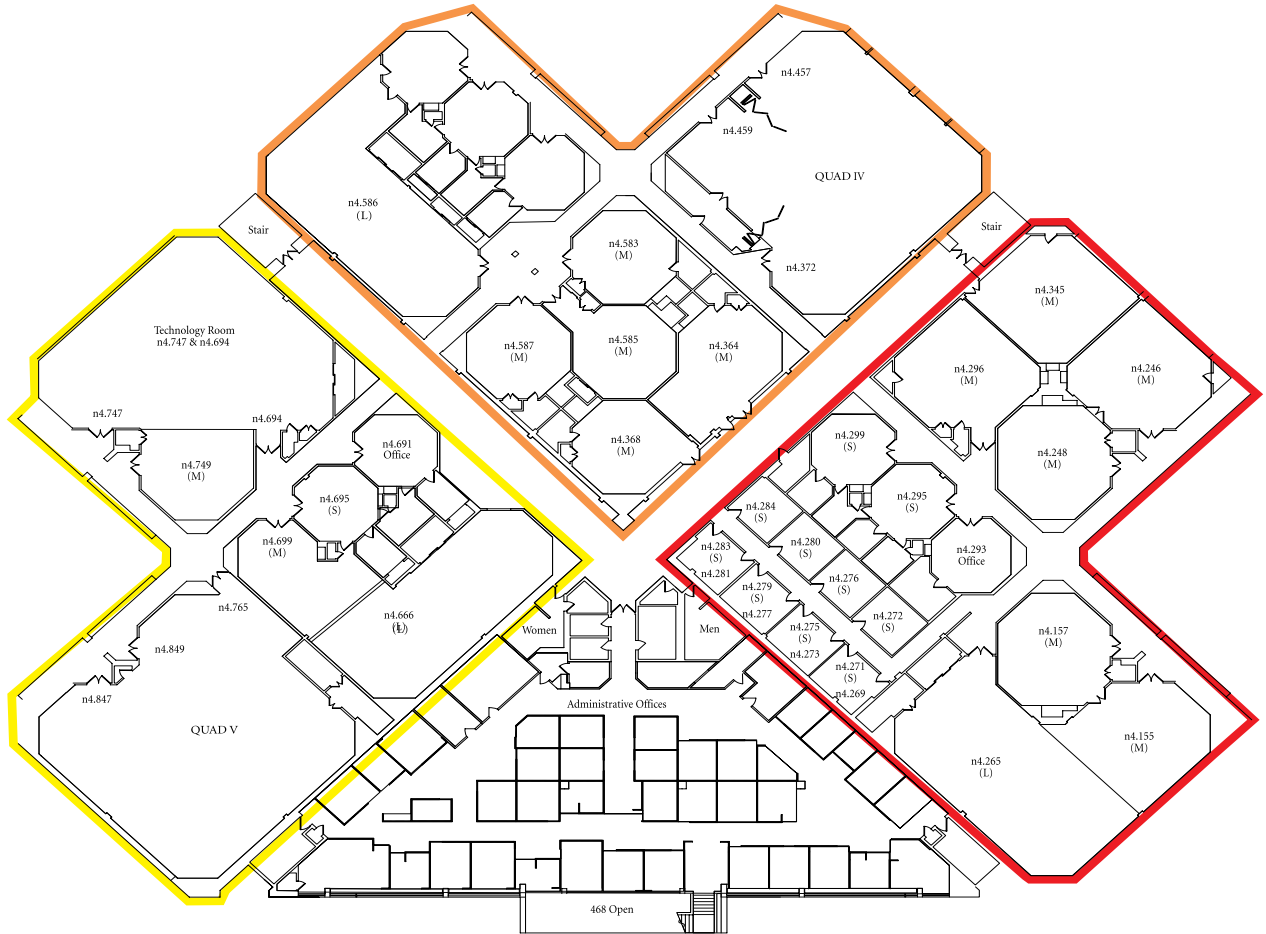 n4.457
n4.459
QUAD IV
n4.372
n4.586
(L)
Stair
Stair
n4.583
(M)
n4.587
(M)
n4.585
(M)
n4.364
(M)
n4.368
(M)
Technology Room
n4.747 & n4.694
n4.747
n4.694
n4.749
(M)
n4.691
Office
n4.695
(S)
n4.699
(M)
n4.666
(L)
n4.765
n4.849
n4.847
QUAD V
n4.345
(M)
n4.296
(M)
n4.246
(M)
n4.248
(M)
n4.299
(S)
n4.295
(S)
n4.293
Office
n4.284
(S)
n4.280
(S)
n4.276
(S)
n4.272
(S)
n4.283
(S)
n4.281
n4.279
(S)
n4.277
n4.275
(S)
n4.273
n4.271
(S)
n4.269
n4.157
(M)
n4.155
(M)
n4.265
(L)
Women
Men
Administrative Offices
468 Open